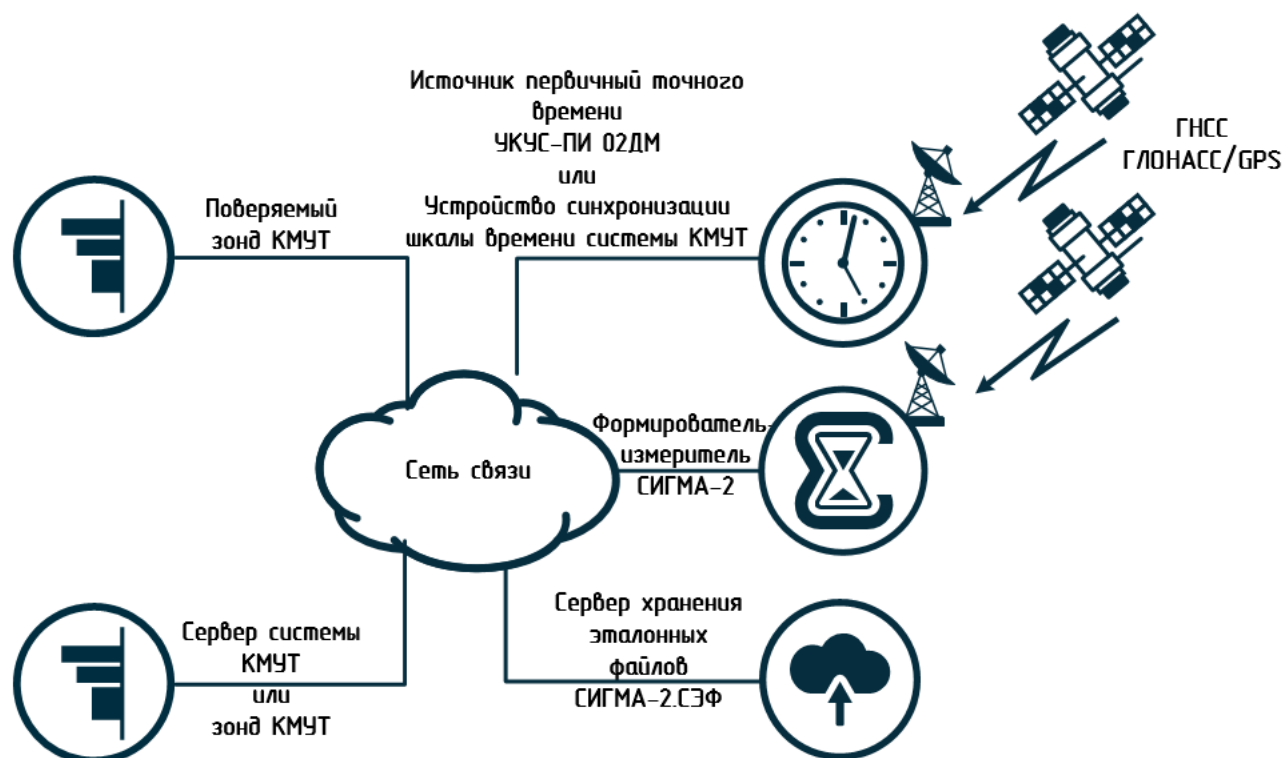 Источник первичный точного
времени
УКУС-ПИ 02ДМ
или
Устройство синхронизации
шкалы времени системы КМУТ
ГНСС
ГЛОНАСС/GPS
Поверяемый
зонд КМУТ
Формирователь-
измеритель
СИГМА-2
Сеть связи
Сервер системы
КМУТ
или
зонд КМУТ
Сервер хранения
эталонных
файлов
СИГМА-2.СЭФ